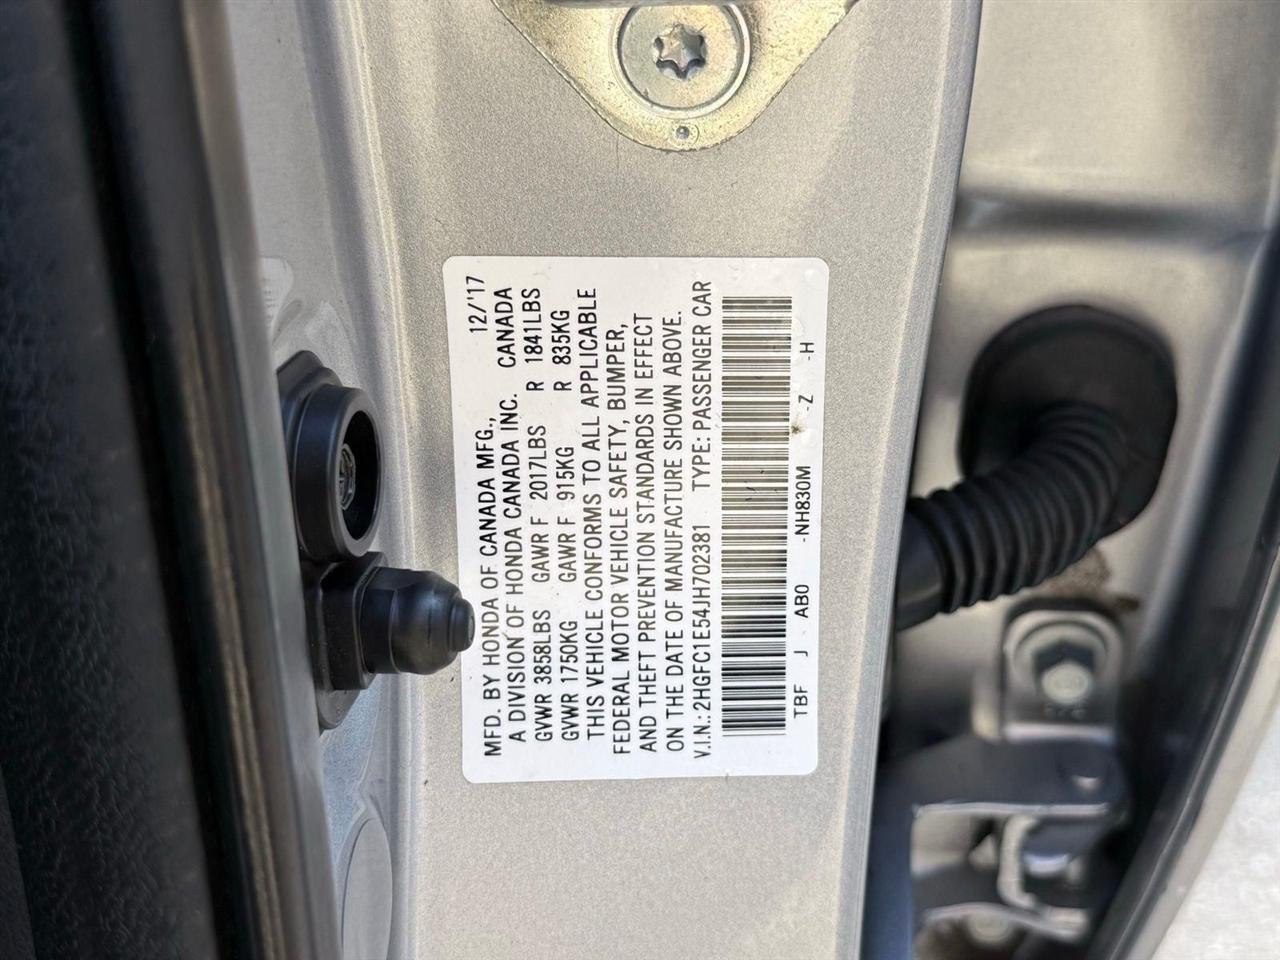 12/'17
MFD. BY HONDA OF CANADA MFG.,
A DIVISION OF HONDA CANADA INC. CANADA
GVWR 3858LBS GAWR F 2017LBS R 1841LBS
GVWR 1750KG GAWR F 915KG R 835KG
THIS VEHICLE CONFORMS TO ALL APPLICABLE
FEDERAL MOTOR VEHICLE SAFETY, BUMPER,
AND THEFT PREVENTION STANDARDS IN EFFECT
ON THE DATE OF MANUFACTURE SHOWN ABOVE.
V.I.N.: 2HGFC1E54JH702381 TYPE: PASSENGER CAR
TBF J AB0 -NH830M -Z -H